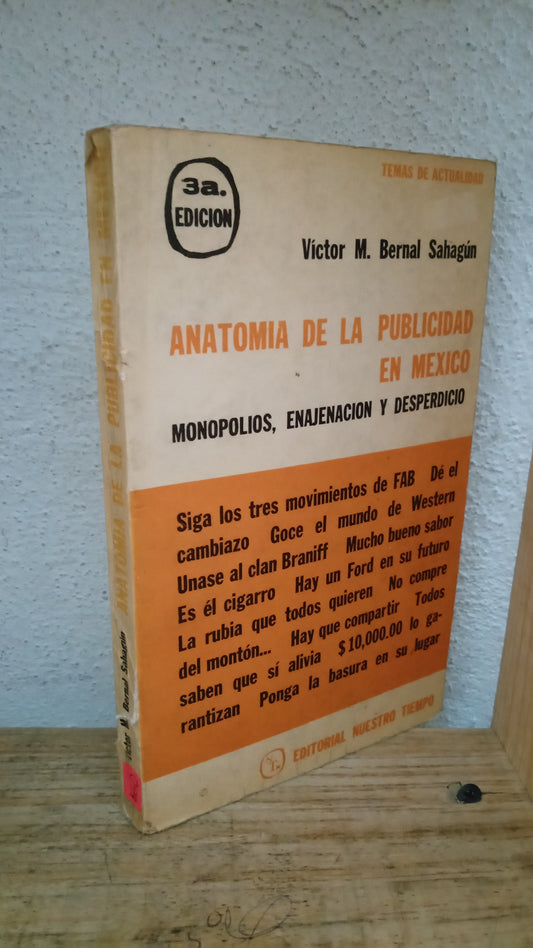 3a.
EDICION
TEMAS DE ACTUALIDAD
Víctor M. Bernal Sahagún
ANATOMIA DE LA PUBLICIDAD
EN MEXICO
MONOPOLIOS, ENAJENACION Y DESPERDICIO
Siga los tres movimientos de FAB Dé el
cambiazo Goce el mundo de Western
Unase al clan Braniff Mucho bueno sabor
Es él cigarro Hay un Ford en su futuro
La rubia que todos quieren No compre
del montón... Hay que compartir Todos
saben que sí alivia $10,000.00 lo ga-
rantizan Ponga la basura en su lugar
EDITORIAL NUESTRO TIEMPO
Víctor M. Bernal Sahagún ANATOMIA DE LA PUBLICIDAD EN